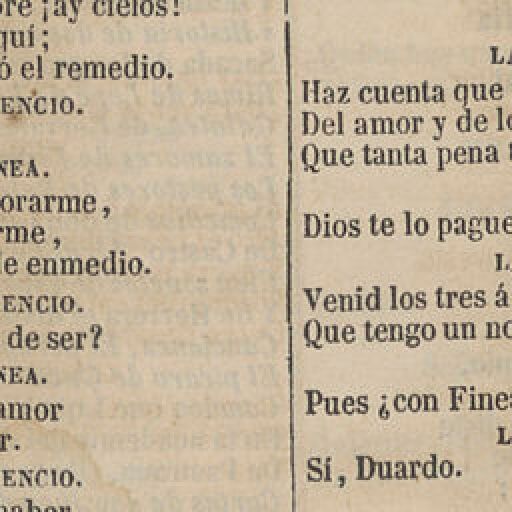 ¡ay cielos!
quí;
ó el remedio.
ENCIO.
NEA.
orarme,
rme,
de enmedio.
ENCIO.
de ser?
NEA.
amor
r.
ENCIO.
LA
Haz cuenta que
Del amor y de lo
Que tanta pena
Dios te lo pague
LA
Venid los tres á
Que tengo un no
Pues ¿con Finea
L
Sí, Duardo.